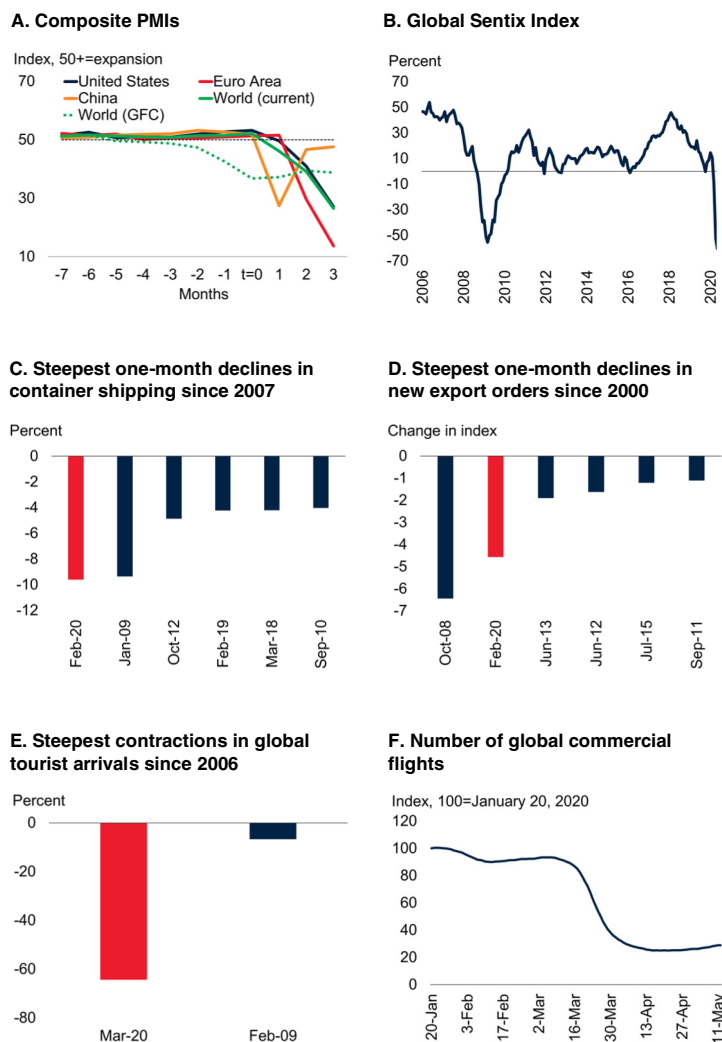 A. Composite PMIs
Index, 50+=expansion
70
United States
Euro Area
China
World (current)
World (GFC)
50
30
10
-7 -6 -5 -4 -3 -2 -1 t=0 1 2 3
Months
B. Global Sentix Index
Percent
70
50
30
10
-10
-30
-50
-70
2006
2008
2010
2012
2014
2016
2018
2020
C. Steepest one-month declines in
container shipping since 2007
Percent
0
-2
-4
-6
-8
-10
-12
Feb-20
Jan-09
Oct-12
Feb-19
Mar-18
Sep-10
D. Steepest one-month declines in
new export orders since 2000
Change in index
0
-1
-2
-3
-4
-5
-6
-7
Oct-08
Feb-20
Jun-13
Jun-12
Jul-15
Sep-11
E. Steepest contractions in global
tourist arrivals since 2006
Percent
0
-20
-40
-60
-80
Mar-20
Feb-09
F. Number of global commercial
flights
Index, 100=January 20, 2020
120
100
80
60
40
20
0
20-Jan
3-Feb
17-Feb
2-Mar
16-Mar
30-Mar
13-Apr
27-Apr
11-May